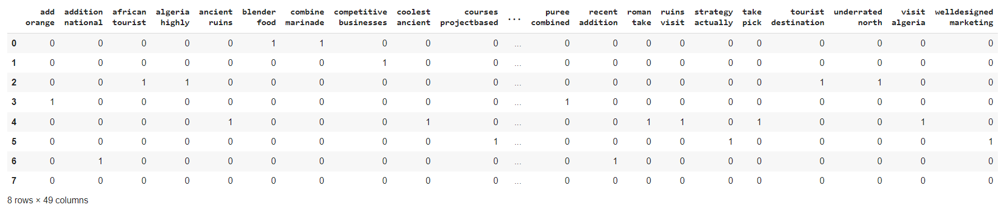 add addition african algeria ancient blender combine competitive coolest courses ... puree recent roman ruins strategy take tourist underrated visit welldesigned
orange national tourist highly ruins food marinade businesses ancient projectbased combined addition take visit actually pick destination north algeria marketing
0 0 0 0 0 0 1 1 0 0 0 ... 0 0 0 0 0 0 0 0 0 0
1 0 0 0 0 0 0 0 1 0 0 ... 0 0 0 0 0 0 0 0 0 0
2 0 0 1 1 0 0 0 0 0 0 ... 0 0 0 0 0 0 1 1 0 0
3 1 0 0 0 0 0 0 0 0 0 ... 1 0 0 0 0 0 0 0 0 0
4 0 0 0 0 1 0 0 0 1 0 ... 0 0 1 1 0 1 0 0 1 0
5 0 0 0 0 0 0 0 0 0 1 ... 0 0 0 0 1 0 0 0 0 1
6 0 1 0 0 0 0 0 0 0 0 ... 0 1 0 0 0 0 0 0 0 0
7 0 0 0 0 0 0 0 0 0 0 ... 0 0 0 0 0 0 0 0 0 0
8 rows × 49 columns